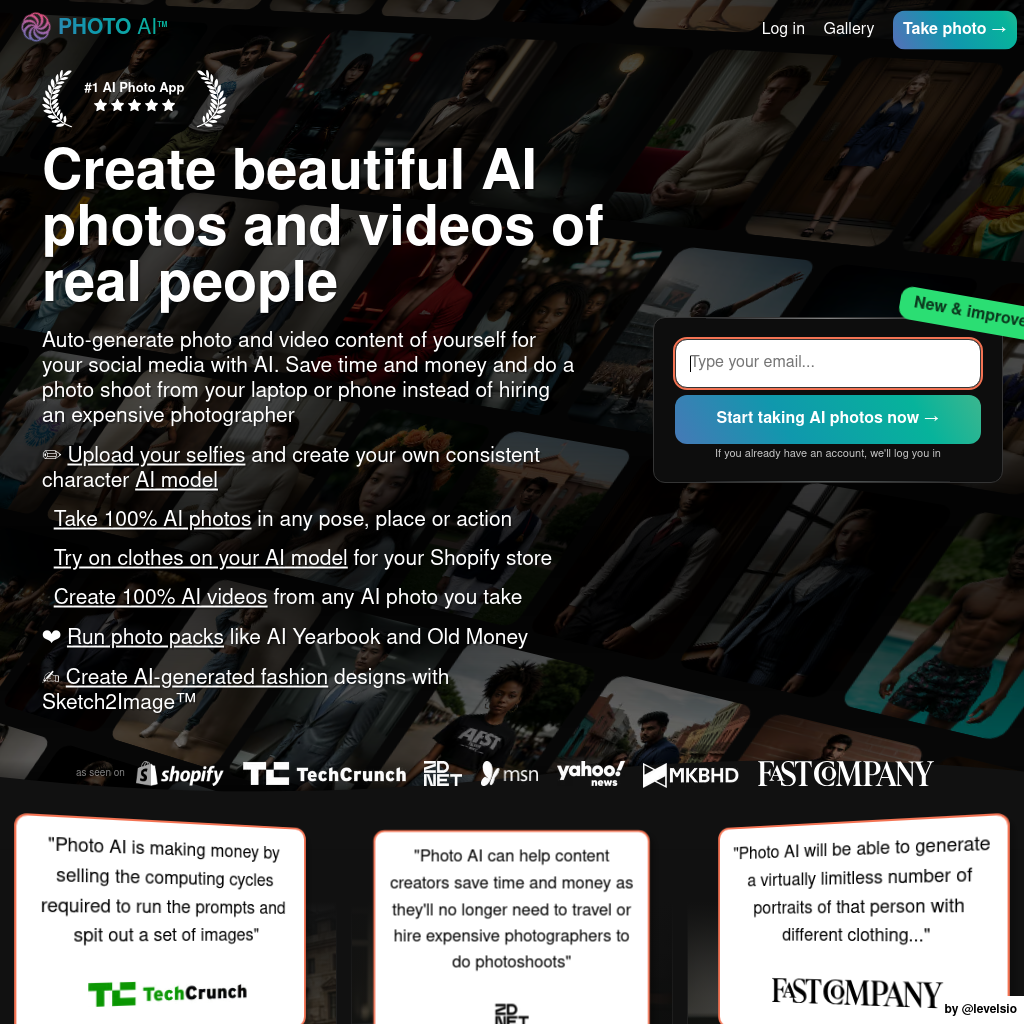 PHOTO AI™
Log in
Gallery
Take photo →
#1 AI Photo App
Create beautiful AI
photos and videos of
real people
Auto-generate photo and video content of yourself for
your social media with AI. Save time and money and do a
photo shoot from your laptop or phone instead of hiring
an expensive photographer
✏ Upload your selfies and create your own consistent
character AI model
Take 100% AI photos in any pose, place or action
Try on clothes on your AI model for your Shopify store
Create 100% AI videos from any AI photo you take
❤ Run photo packs like AI Yearbook and Old Money
✍ Create AI-generated fashion designs with
Sketch2Image™
New & improve
Type your email...
Start taking AI photos now →
If you already have an account, we'll log you in
as seen on
shopify
TechCrunch
ZDNET
msn
yahoo! news
MKBHD
FAST COMPANY
"Photo AI is making money by
selling the computing cycles
required to run the prompts and
spit out a set of images"
TechCrunch
"Photo AI can help content
creators save time and money as
they'll no longer need to travel or
hire expensive photographers to
do photoshoots"
ZDNET
"Photo AI will be able to generate
a virtually limitless number of
portraits of that person with
different clothing..."
FAST COMPANY
by @levelsio